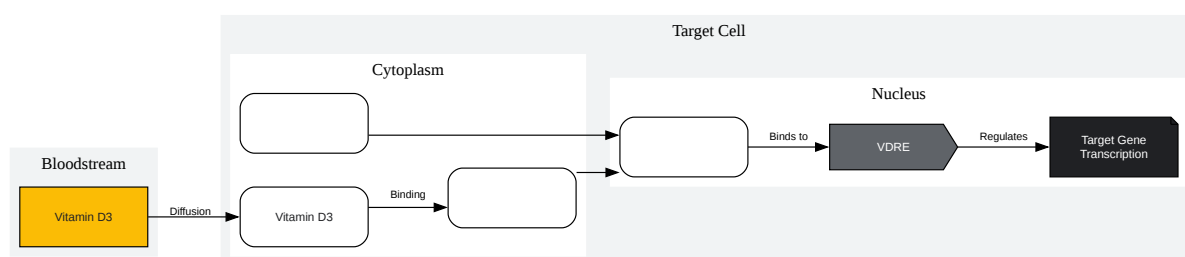 Target Cell
Cytoplasm
Nucleus
Bloodstream
Vitamin D3
Diffusion
Vitamin D3
Binding
Binds to
VDRE
Regulates
Target Gene
Transcription